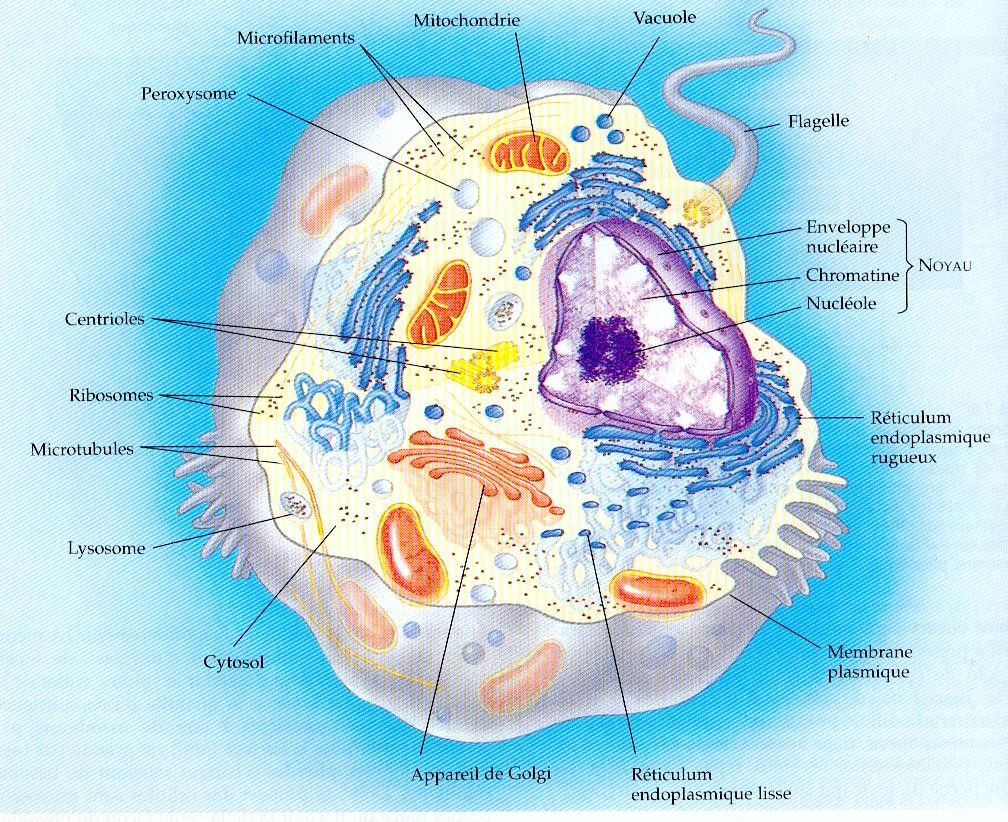 Mitochondrie
Vacuole
Microfilaments
Peroxysome
Flagelle
Enveloppe
nucléaire
Chromatine
Nucléole
NOYAU
Centrioles
Ribosomes
Réticulum
endoplasmique
rugueux
Microtubules
Lysosome
Cytosol
Membrane
plasmique
Appareil de Golgi
Réticulum
endoplasmique lisse